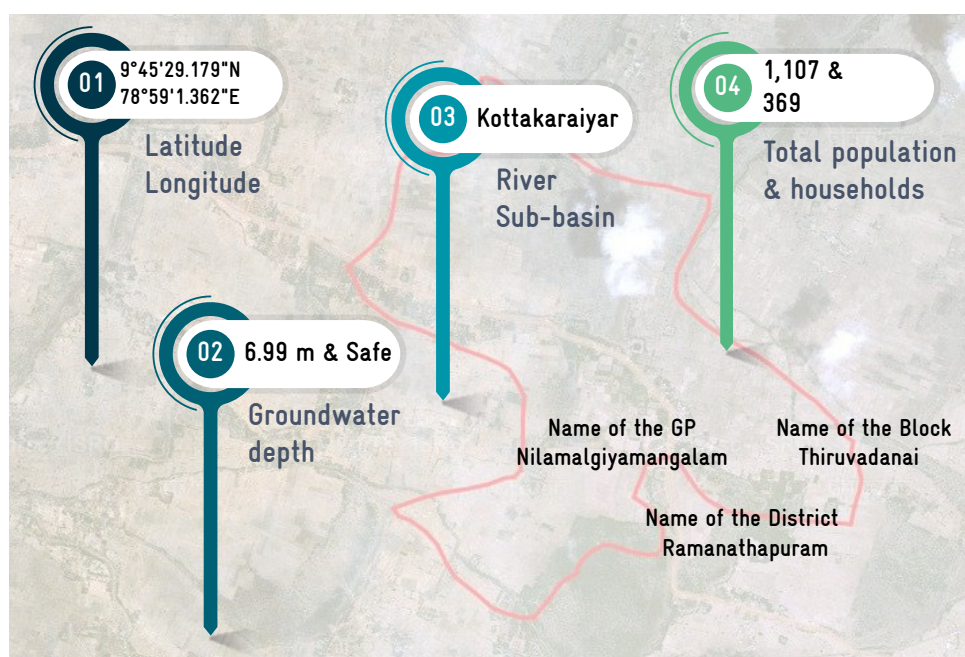 01
9°45'29.179"N
78°59'1.362"E
Latitude
Longitude
02
6.99 m & Safe
Groundwater
depth
03
Kottakaraiyar
River
Sub-basin
04
1,107 &
369
Total population
& households
Name of the GP
Nilamalgiyamangalam
Name of the Block
Thiruvadanai
Name of the District
Ramanathapuram